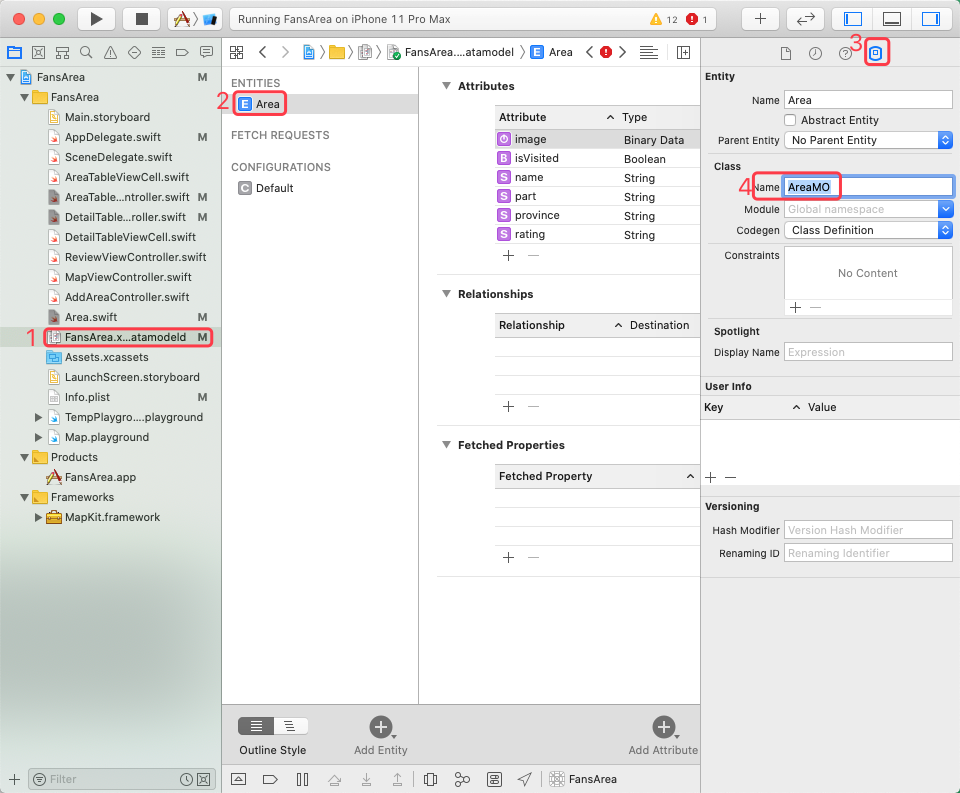 Running FansArea on iPhone 11 Pro Max
12
1
FansArea....atamodel
E Area
FansArea M
FansArea
Main.storyboard
AppDelegate.swift M
SceneDelegate.swift
AreaTableViewCell.swift
AreaTable...ntroller.swift M
DetailTable...roller.swift M
DetailTableViewCell.swift
ReviewViewController.swift
MapViewController.swift
AddAreaController.swift
Area.swift M
1
FansArea.x...atamodeld M
Assets.xcassets
LaunchScreen.storyboard
Info.plist M
TempPlaygro....playground
Map.playground
Products
FansArea.app
Frameworks
MapKit.framework
Filter
ENTITIES
2
E Area
FETCH REQUESTS
CONFIGURATIONS
C Default
Attributes
Attribute Type
image Binary Data
B isVisited Boolean
S name String
S part String
S province String
S rating String
Relationships
Relationship Destination
Fetched Properties
Fetched Property
Outline Style
Add Entity
Add Attribute
FansArea
3
Entity
Name Area
Abstract Entity
Parent Entity No Parent Entity
Class
4
Name AreaMO
Module Global namespace
Codegen Class Definition
Constraints
No Content
Spotlight
Display Name Expression
User Info
Key Value
Versioning
Hash Modifier Version Hash Modifier
Renaming ID Renaming Identifier